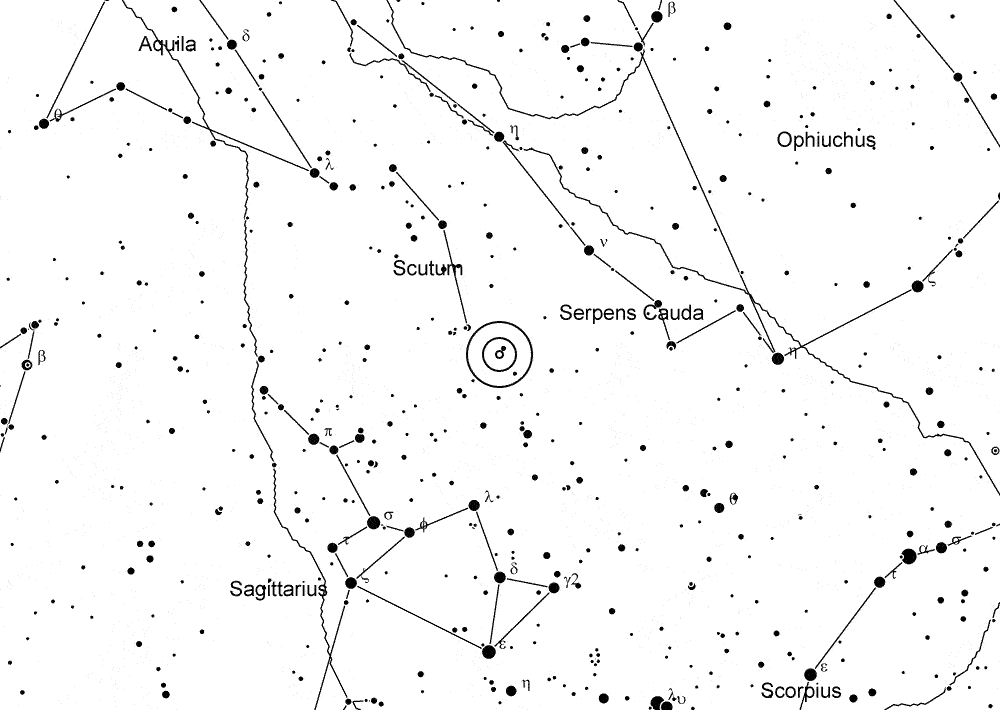 β
δ
Aquila
θ
η
Ophiuchus
λ
ν
Scutum
ζ
Serpens Cauda
η
β
π
λ
θ
σ
φ
τ
α
σ
δ
ζ
γ2
τ
Sagittarius
ε
ε
η
Scorpius
λ
υ